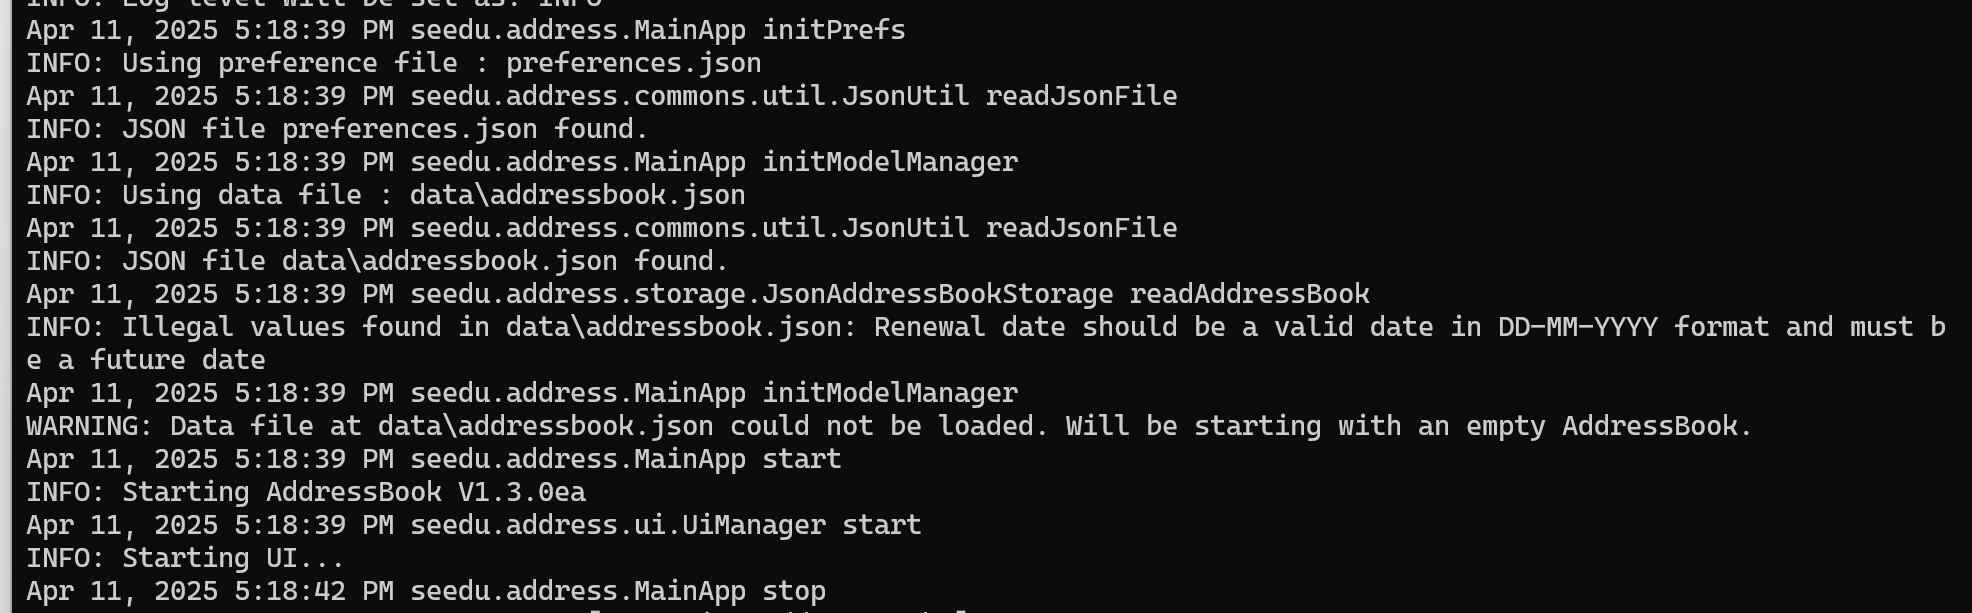 INFO: Log level will be set as: INFO
Apr 11, 2025 5:18:39 PM seedu.address.MainApp initPrefs
INFO: Using preference file : preferences.json
Apr 11, 2025 5:18:39 PM seedu.address.commons.util.JsonUtil readJsonFile
INFO: JSON file preferences.json found.
Apr 11, 2025 5:18:39 PM seedu.address.MainApp initModelManager
INFO: Using data file : data\addressbook.json
Apr 11, 2025 5:18:39 PM seedu.address.commons.util.JsonUtil readJsonFile
INFO: JSON file data\addressbook.json found.
Apr 11, 2025 5:18:39 PM seedu.address.storage.JsonAddressBookStorage readAddressBook
INFO: Illegal values found in data\addressbook.json: Renewal date should be a valid date in DD-MM-YYYY format and must b
e a future date
Apr 11, 2025 5:18:39 PM seedu.address.MainApp initModelManager
WARNING: Data file at data\addressbook.json could not be loaded. Will be starting with an empty AddressBook.
Apr 11, 2025 5:18:39 PM seedu.address.MainApp start
INFO: Starting AddressBook V1.3.0ea
Apr 11, 2025 5:18:39 PM seedu.address.ui.UiManager start
INFO: Starting UI...
Apr 11, 2025 5:18:42 PM seedu.address.MainApp stop